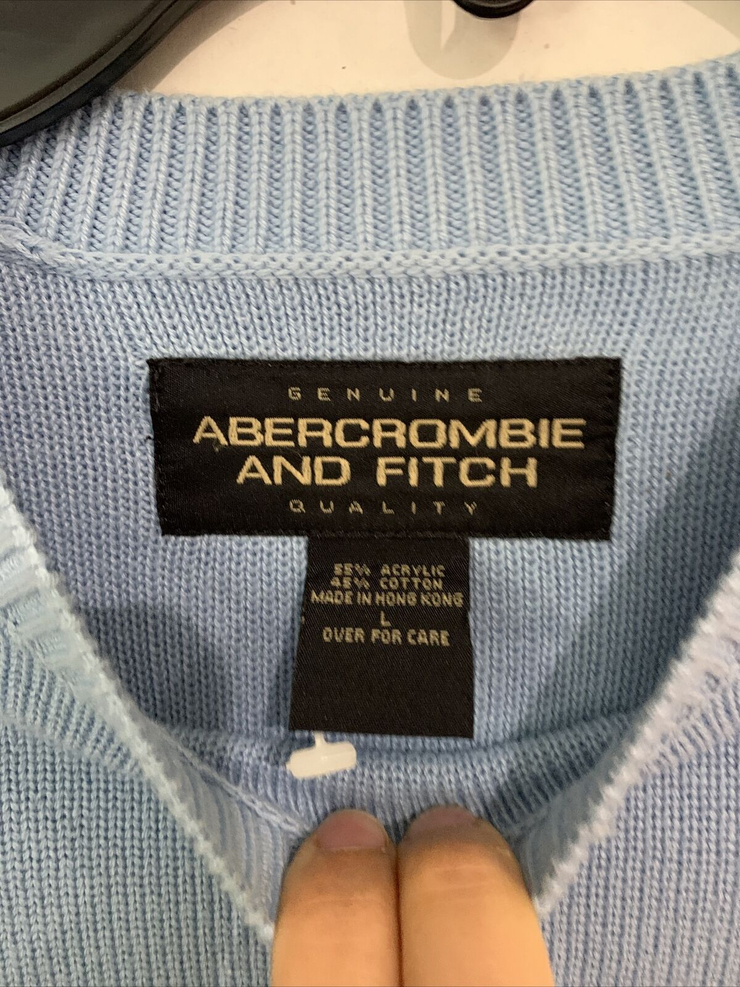 GENUINE
ABERCROMBIE
AND FITCH
QUALITY
55% ACRYLIC
45% COTTON
MADE IN HONG KONG
L
OVER FOR CARE